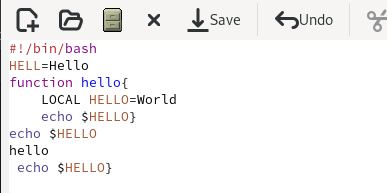 Save Undo
#!/bin/bash
HELL=Hello
function hello{
    LOCAL HELLO=World
    echo $HELLO}
echo $HELLO
hello
 echo $HELLO}